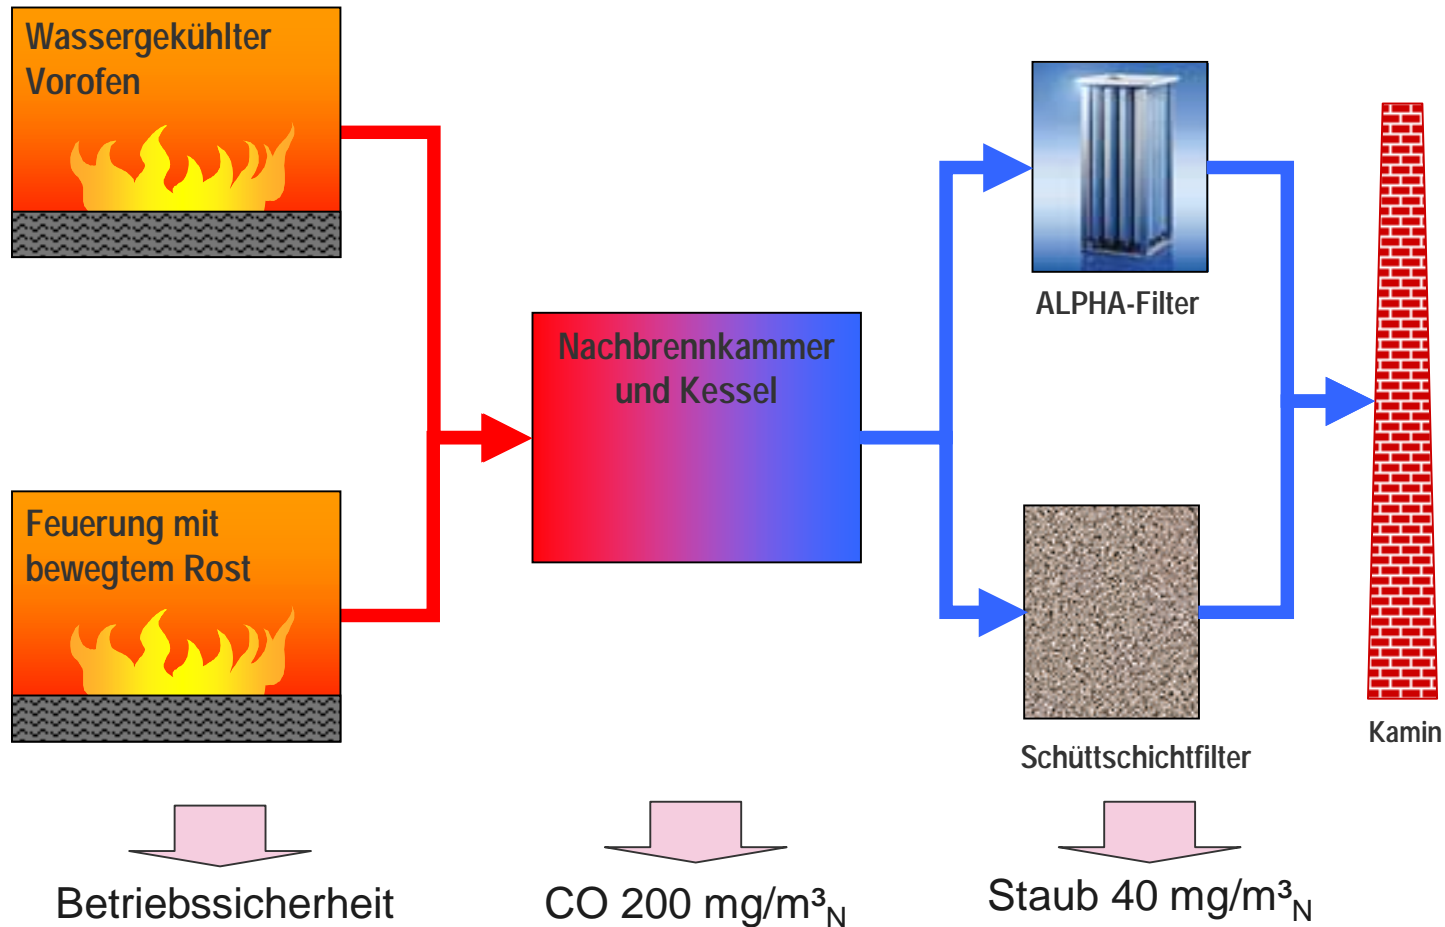 Wassergekühlter
Vorofen
ALPHA-Filter
Nachbrennkammer
und Kessel
Feuerung mit
bewegtem Rost
Kamin
Schüttschichtfilter
Betriebssicherheit
CO 200 mg/m³N
Staub 40 mg/m³N